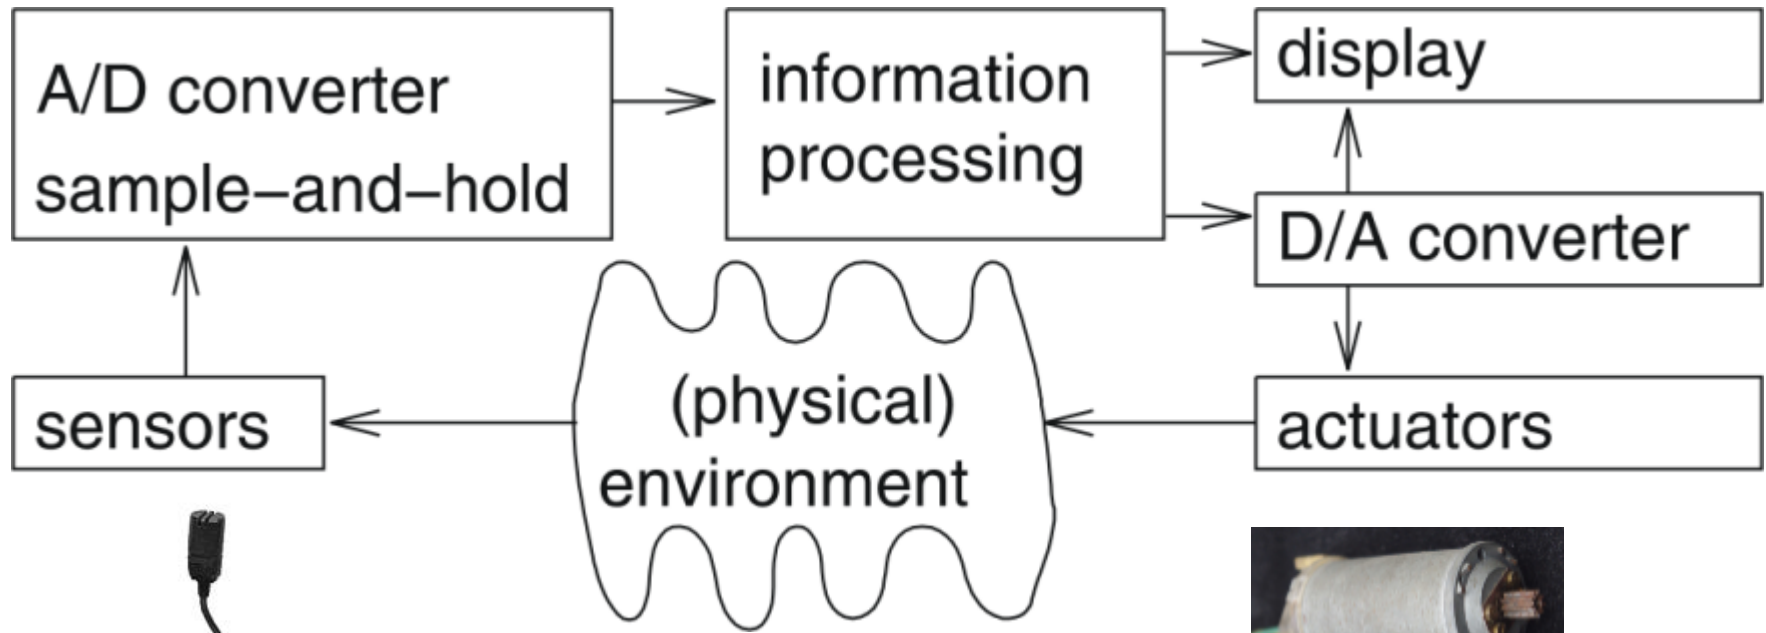 A/D converter
sample–and–hold
information
processing
display
D/A converter
sensors
(physical)
environment
actuators